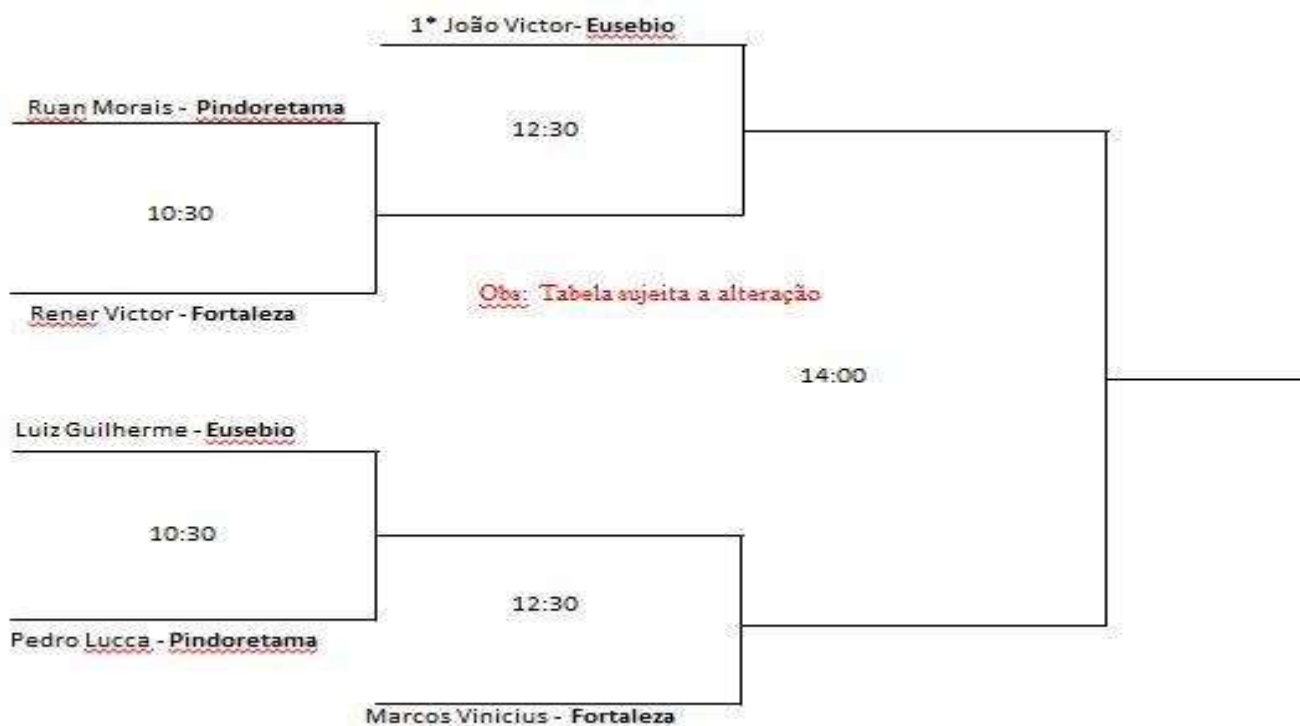 1* João Victor- Eusebio
Ruan Morais - Pindoretama
12:30
10:30
Obs: Tabela sujeita a alteração
Rener Victor - Fortaleza
14:00
Luiz Guilherme - Eusebio
10:30
12:30
Pedro Lucca - Pindoretama
Marcos Vinicius - Fortaleza